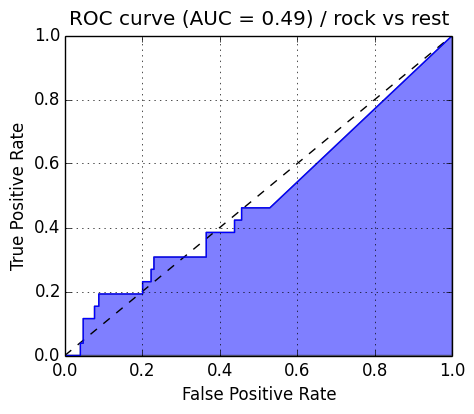 ROC curve (AUC = 0.49) / rock vs rest
1.0
0.8
0.6
0.4
0.2
0.0
True Positive Rate
0.0 0.2 0.4 0.6 0.8 1.0
False Positive Rate